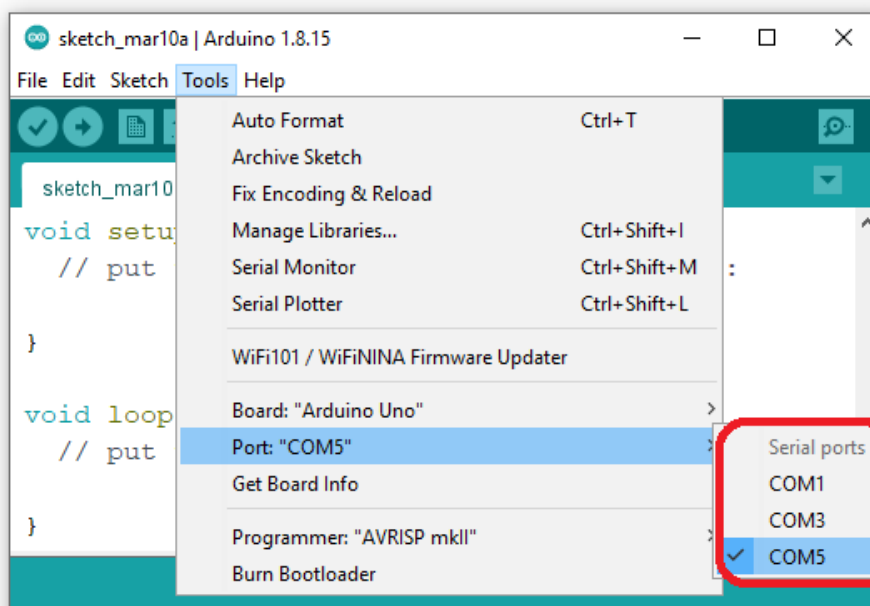 sketch_mar10a | Arduino 1.8.15
File Edit Sketch Tools Help
sketch_mar10
Auto Format Ctrl+T
Archive Sketch
Fix Encoding & Reload
Manage Libraries... Ctrl+Shift+I
Serial Monitor Ctrl+Shift+M
Serial Plotter Ctrl+Shift+L
WiFi101 / WiFiNINA Firmware Updater
Board: "Arduino Uno"
Port: "COM5"
Get Board Info
Programmer: "AVRISP mkII"
Burn Bootloader
Serial ports
COM1
COM3
COM5
void setup
// put :
}
void loop
// put
}